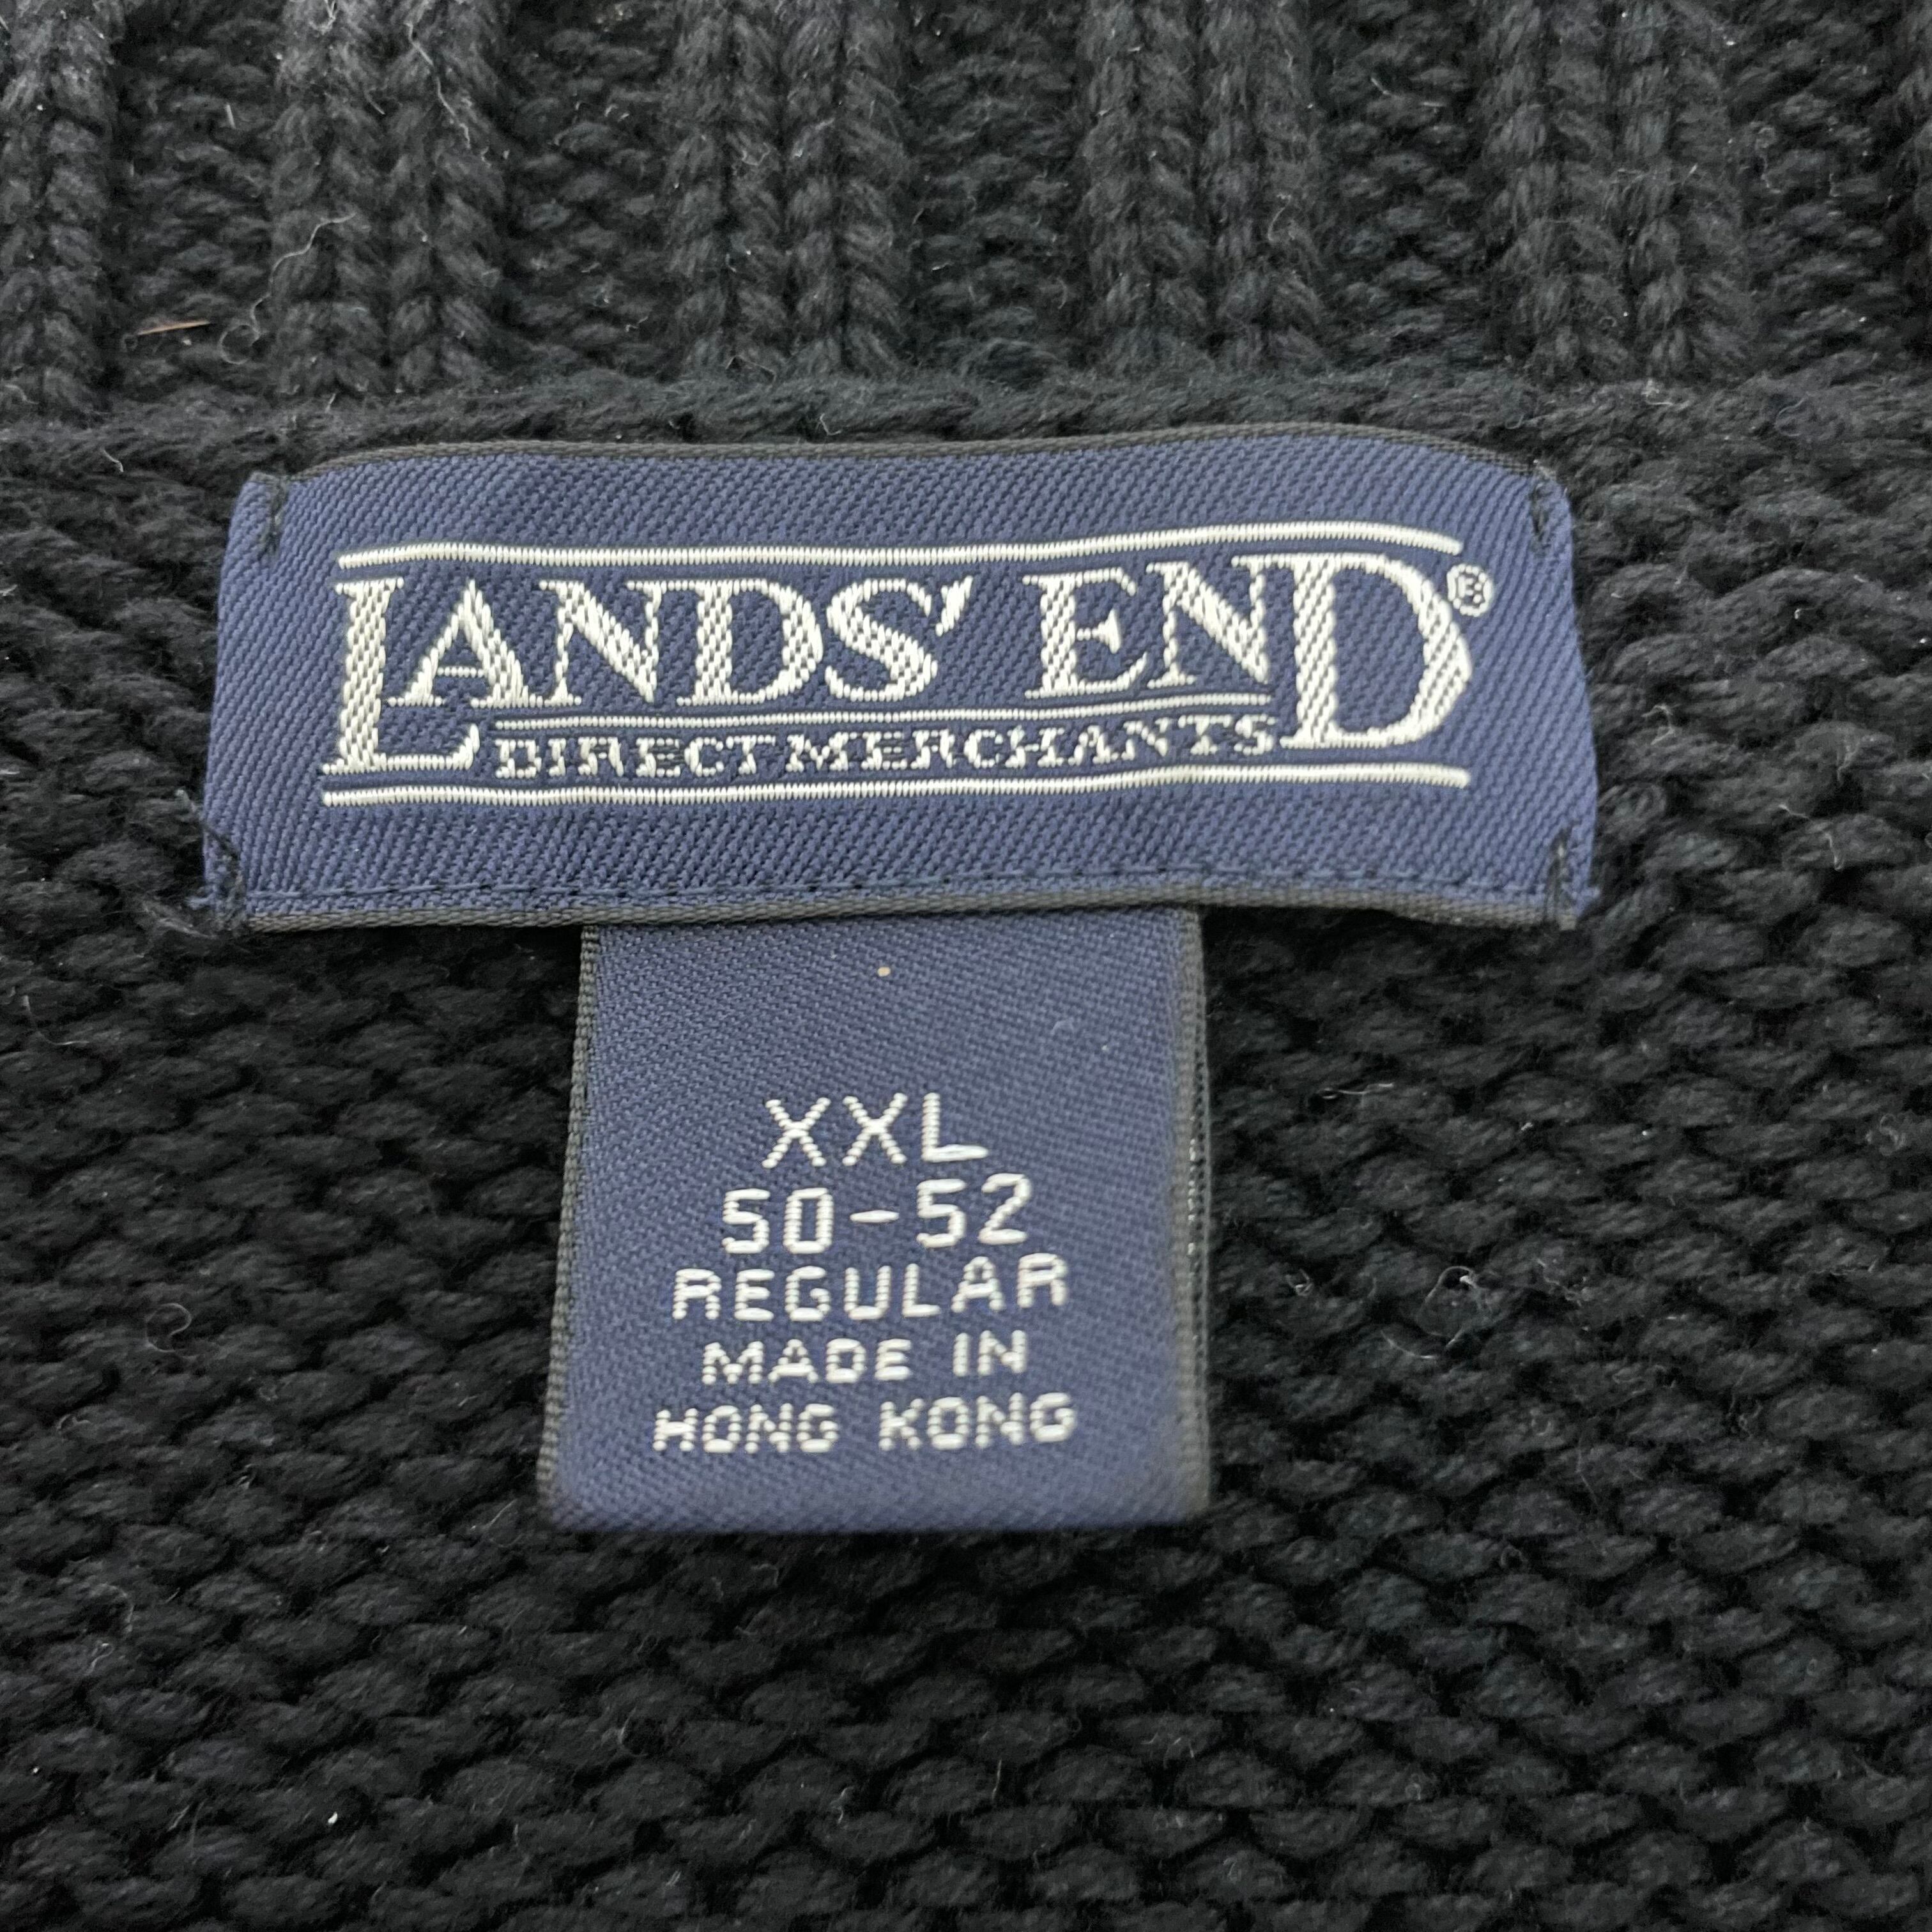 LANDS' END®
DIRECT MERCHANTS
XXL
50-52
REGULAR
MADE IN
HONG KONG